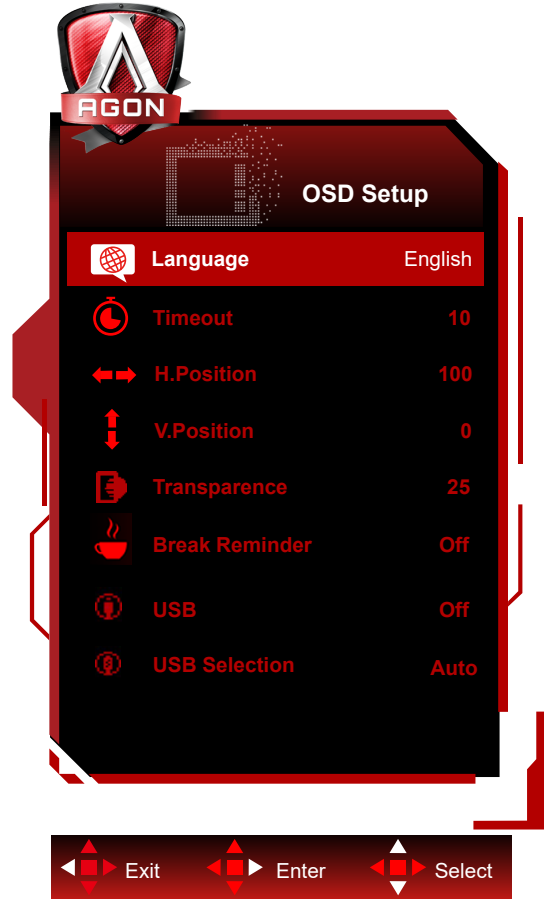 AGON
OSD Setup
Language English
Timeout 10
H.Position 100
V.Position 0
Transparence 25
Break Reminder Off
USB Off
USB Selection Auto
Exit Enter Select